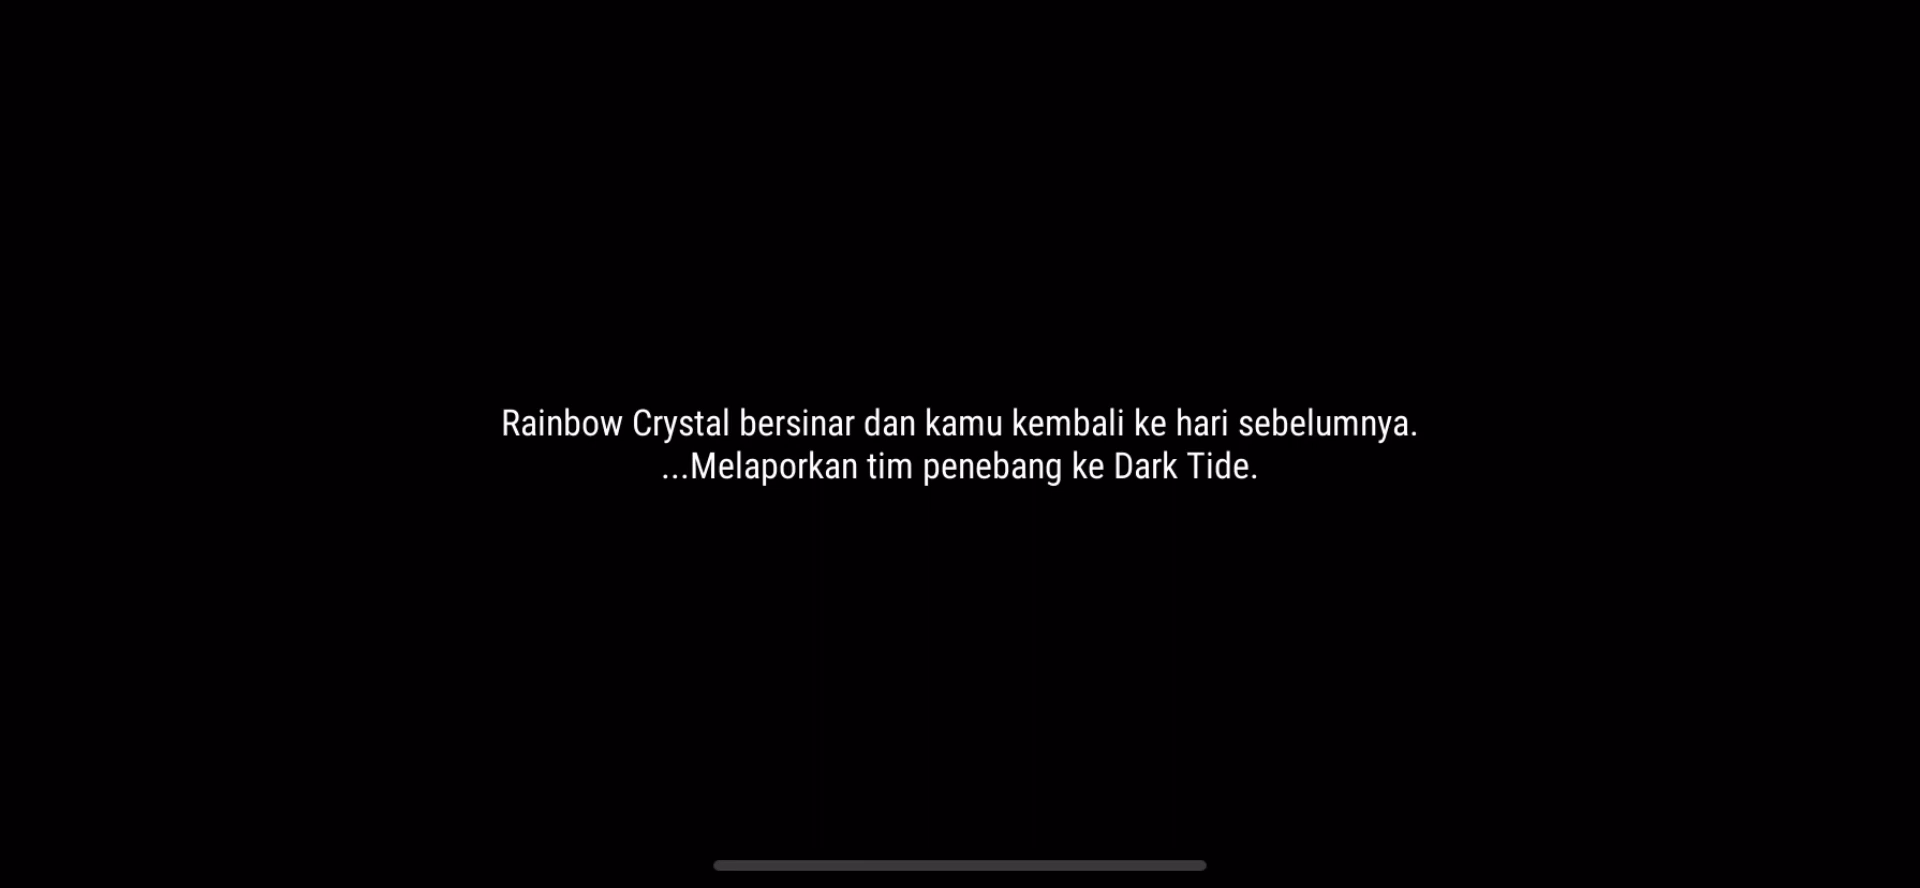 Rainbow Crystal bersinar dan kamu kembali ke hari sebelumnya.
...Melaporkan tim penebang ke Dark Tide.